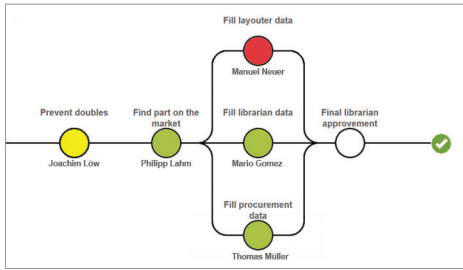 Fill layouter data
Manuel Neuer
Prevent doubles
Joachim Löw
Find part on the
market
Philipp Lahm
Fill librarian data
Mario Gomez
Final librarian
approvement
Fill procurement
data
Thomas Müller